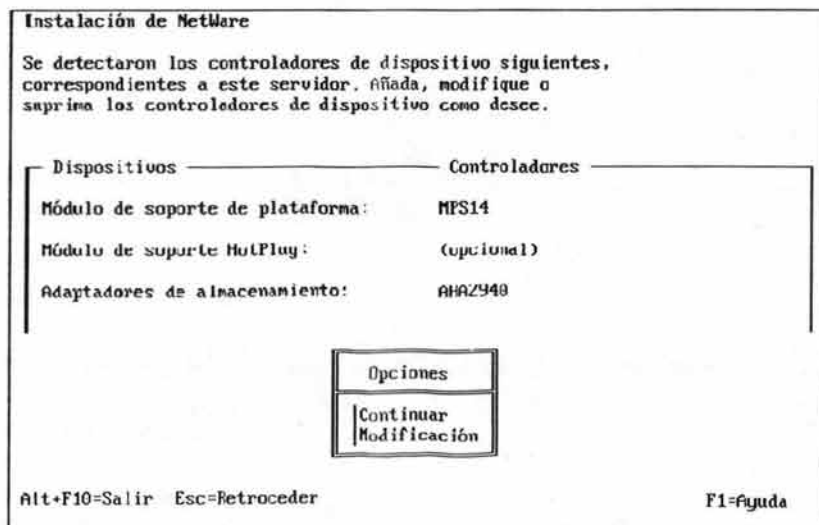 Instalación de NetWare
Se detectaron los controladores de dispositivo siguientes,
correspondientes a este servidor. Añada, modifique o
suprima los controladores de dispositivo como desee.
Dispositivos Controladores
Módulo de soporte de plataforma: MPS14
Módulo de suporte HotPlug: (opcional)
Adaptadores de almacenamiento: AHA2940
Opciones
Continuar
Modificación
Alt+F10=Salir Esc=Retroceder F1=Ayuda